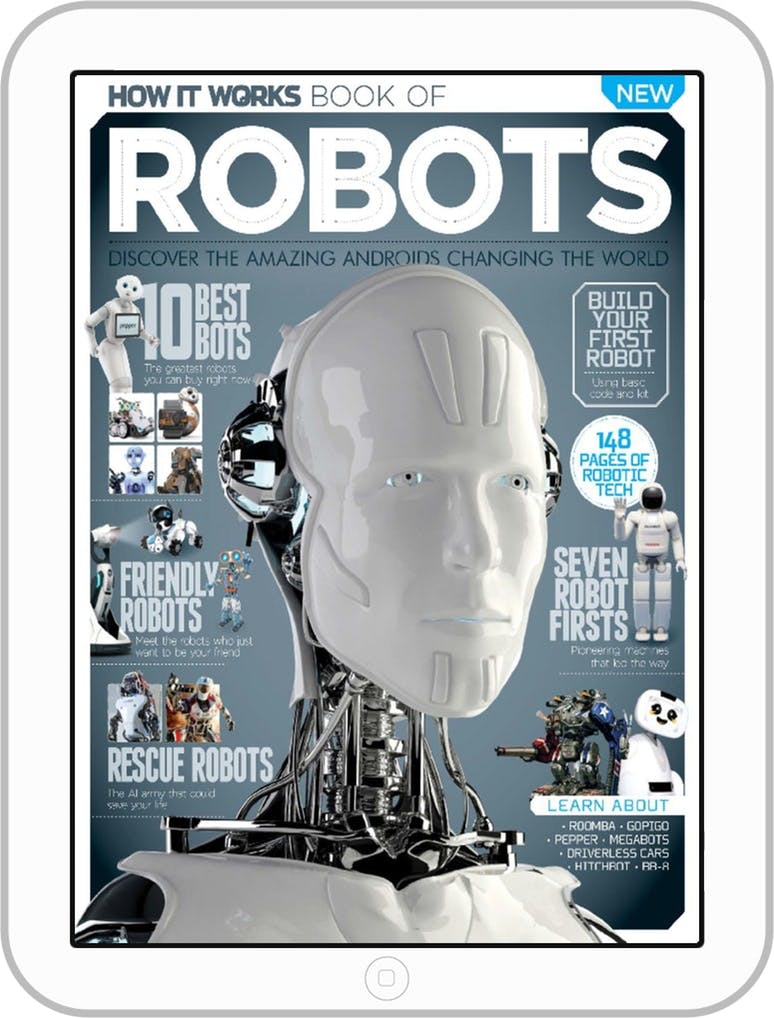 HOW IT WORKS BOOK OF
NEW
ROBOTS
DISCOVER THE AMAZING ANDROIDS CHANGING THE WORLD
10 BEST
BOTS
The greatest robots
you can buy right now
pepper
BUILD
YOUR
FIRST
ROBOT
Using basic
code and kit
148
PAGES OF
ROBOTIC
TECH
FRIENDLY
ROBOTS
Meet the robots who just
want to be your friend
SEVEN
ROBOT
FIRSTS
Pioneering machines
that led the way
RESCUE ROBOTS
The AI army that could
save your life
LEARN ABOUT
• ROOMBA • GOPIGO
• PEPPER • MEGABOTS
• DRIVERLESS CARS
• HITCHBOT • BB-8